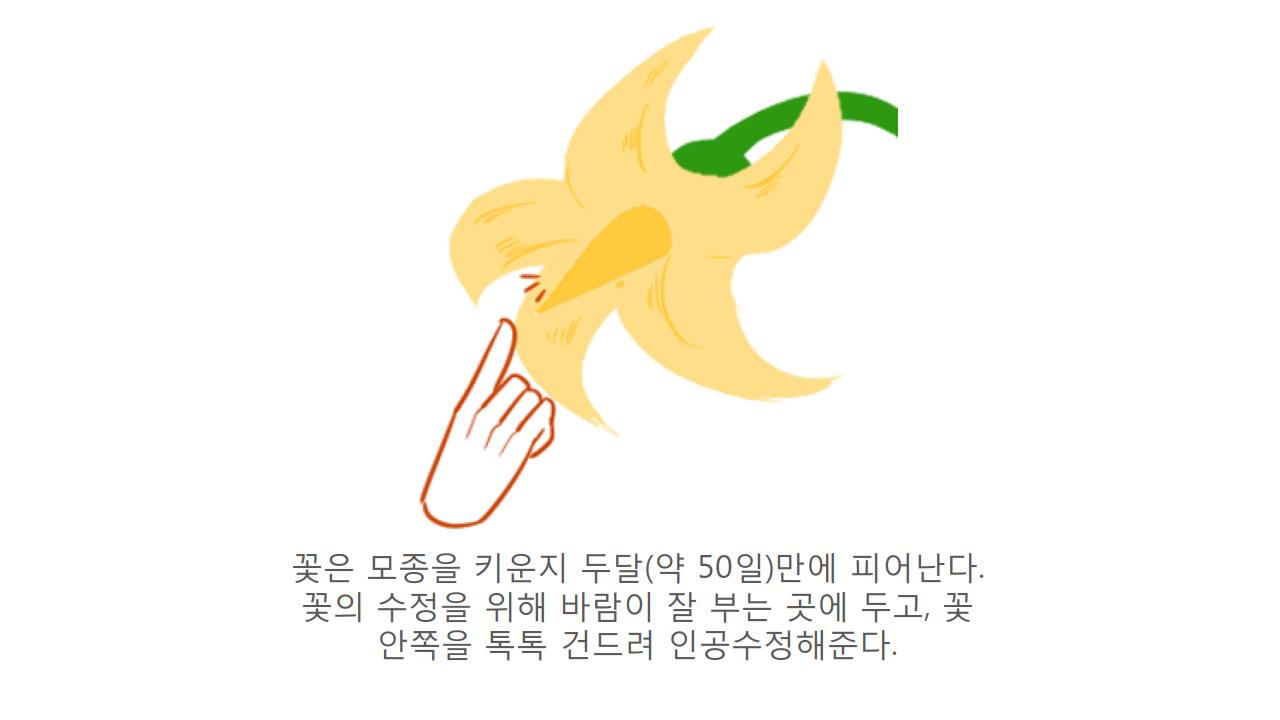 꽃은 모종을 키운지 두달(약 50일)만에 피어난다.
꽃의 수정을 위해 바람이 잘 부는 곳에 두고, 꽃
안쪽을 톡톡 건드려 인공수정해준다.